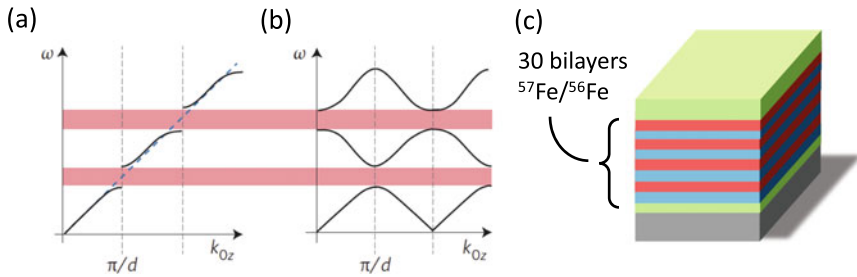 (a)
ω
k₀z
π/d
(b)
ω
k₀z
π/d
(c)
30 bilayers
⁵⁷Fe/⁵⁶Fe